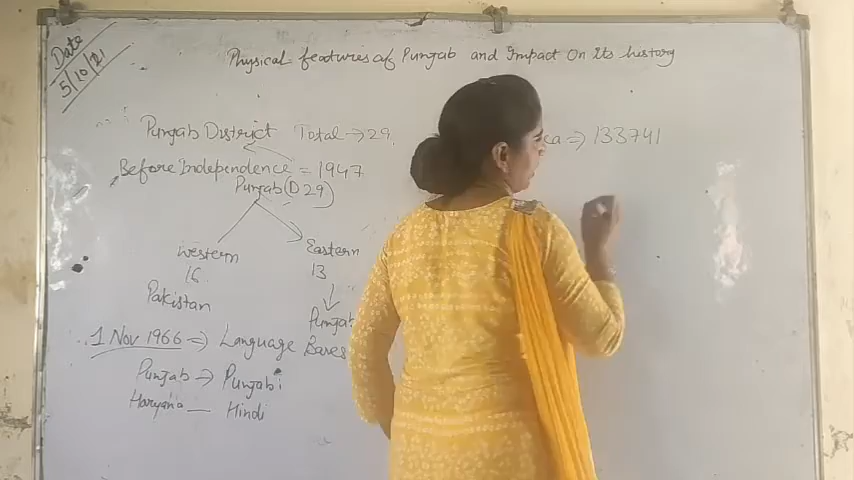 Date
5/10/21
Physical features of Punjab and Impact On Its history
Punjab District Total → 29
Before Independence = 1947
Punjab (D 29)
Western
16
Pakistan
Eastern
13
Punjab
1 Nov 1966 ⇒ Language Bares
Punjab → Punjabi
Haryana — Hindi
ea ⇒ 133741